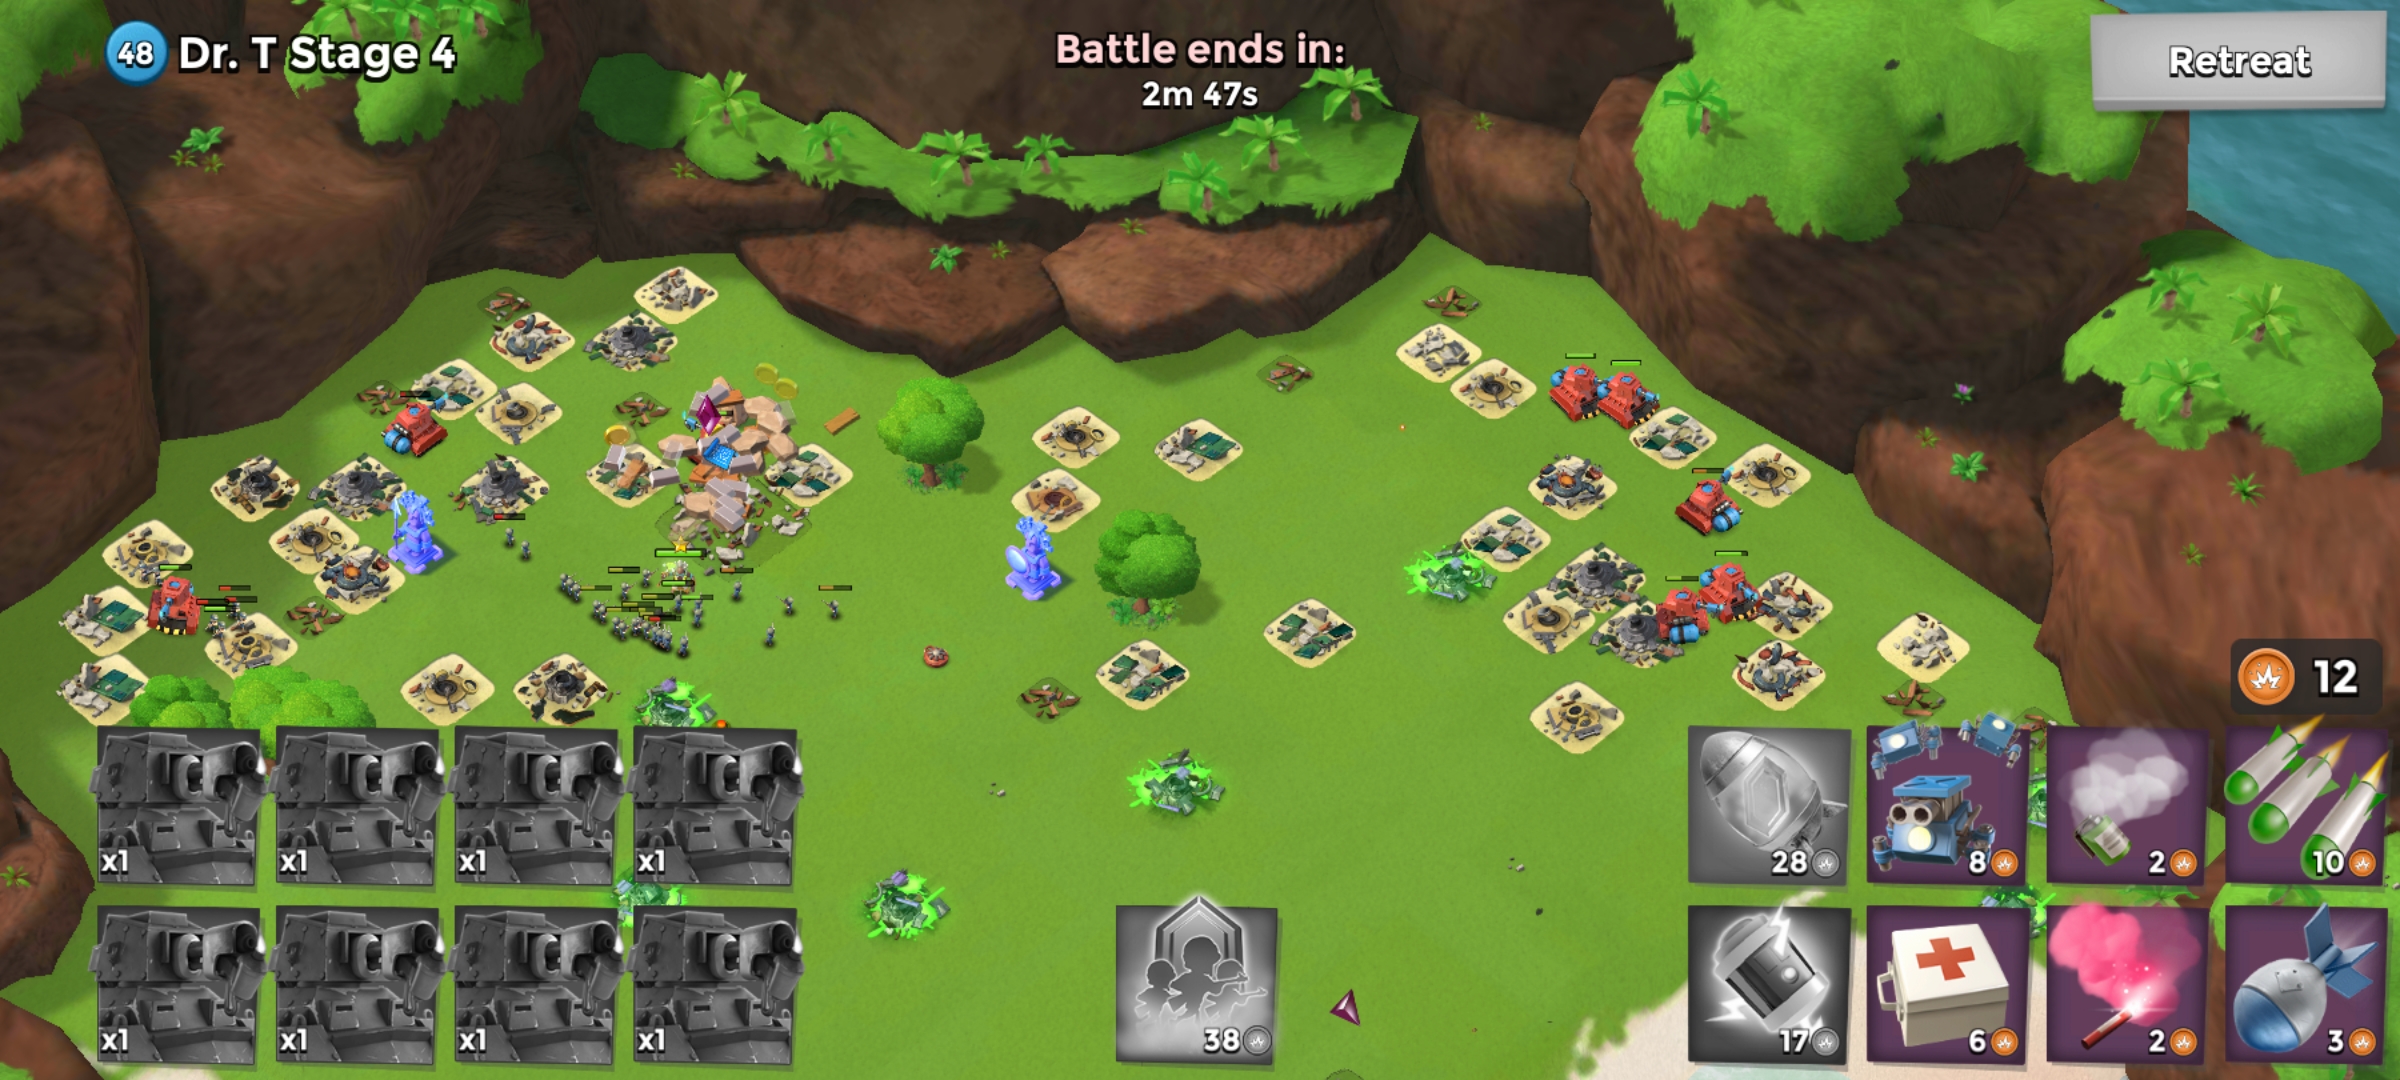 48 Dr. T Stage 4
Battle ends in:
2m 47s
Retreat
12
x1 x1 x1 x1
28 8 2 10
x1 x1 x1 x1
38
17 6 2 3